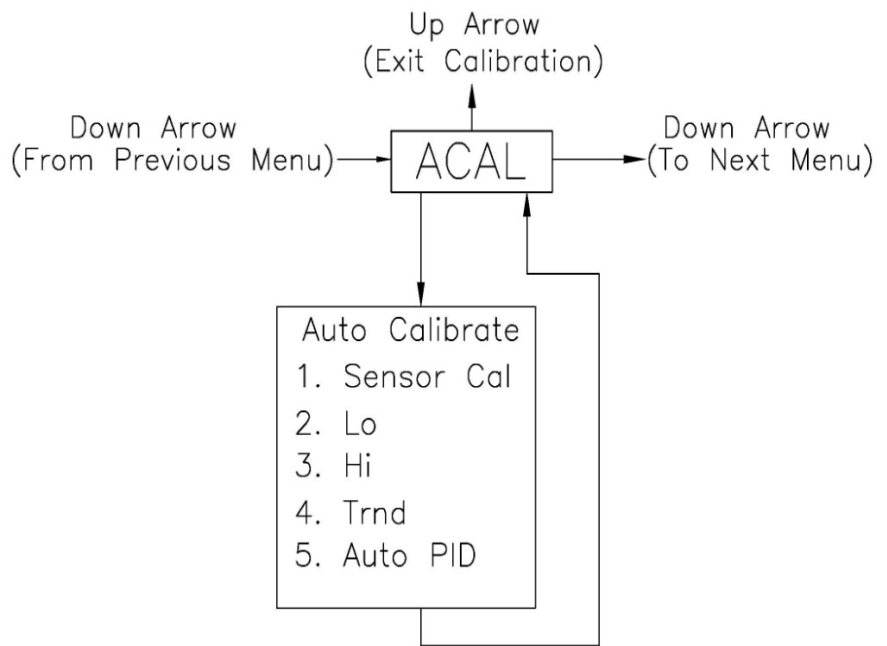 Up Arrow
(Exit Calibration)
Down Arrow
(From Previous Menu)
ACAL
Down Arrow
(To Next Menu)
Auto Calibrate
1. Sensor Cal
2. Lo
3. Hi
4. Trnd
5. Auto PID